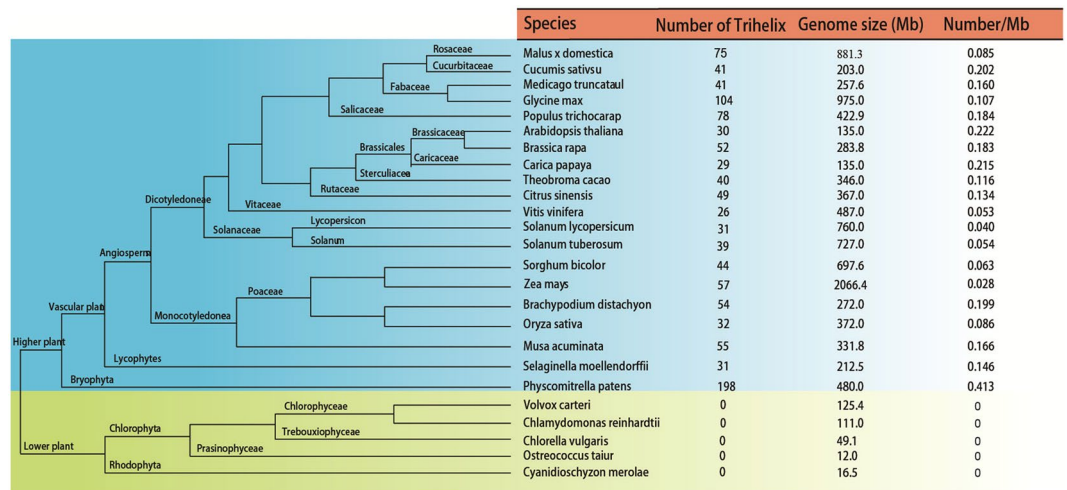 Species Number of Trihelix Genome size (Mb) Number/Mb
Rosaceae
Malus x domestica 75 881.3 0.085
Cucurbitaceae
Cucumis sativsu 41 203.0 0.202
Fabaceae
Medicago truncataul 41 257.6 0.160
Glycine max 104 975.0 0.107
Salicaceae
Populus trichocarap 78 422.9 0.184
Brassicaceae
Arabidopsis thaliana 30 135.0 0.222
Brassicales
Brassica rapa 52 283.8 0.183
Caricaceae
Carica papaya 29 135.0 0.215
Sterculiacea
Theobroma cacao 40 346.0 0.116
Rutaceae
Citrus sinensis 49 367.0 0.134
Dicotyledoneae
Vitaceae
Vitis vinifera 26 487.0 0.053
Lycopersicon
Solanum lycopersicum 31 760.0 0.040
Solanaceae
Solanum
Solanum tuberosum 39 727.0 0.054
Angiosperm
Sorghum bicolor 44 697.6 0.063
Poaceae
Zea mays 57 2066.4 0.028
Vascular plant
Brachypodium distachyon 54 272.0 0.199
Monocotyledonea
Oryza sativa 32 372.0 0.086
Higher plant
Musa acuminata 55 331.8 0.166
Lycophytes
Selaginella moellendorffii 31 212.5 0.146
Bryophyta
Physcomitrella patens 198 480.0 0.413
Chlorophyceae
Volvox carteri 0 125.4 0
Chlamydomonas reinhardtii 0 111.0 0
Chlorophyta
Trebouxiophyceae
Chlorella vulgaris 0 49.1 0
Lower plant
Prasinophyceae
Ostreococcus taiur 0 12.0 0
Rhodophyta
Cyanidioschyzon merolae 0 16.5 0